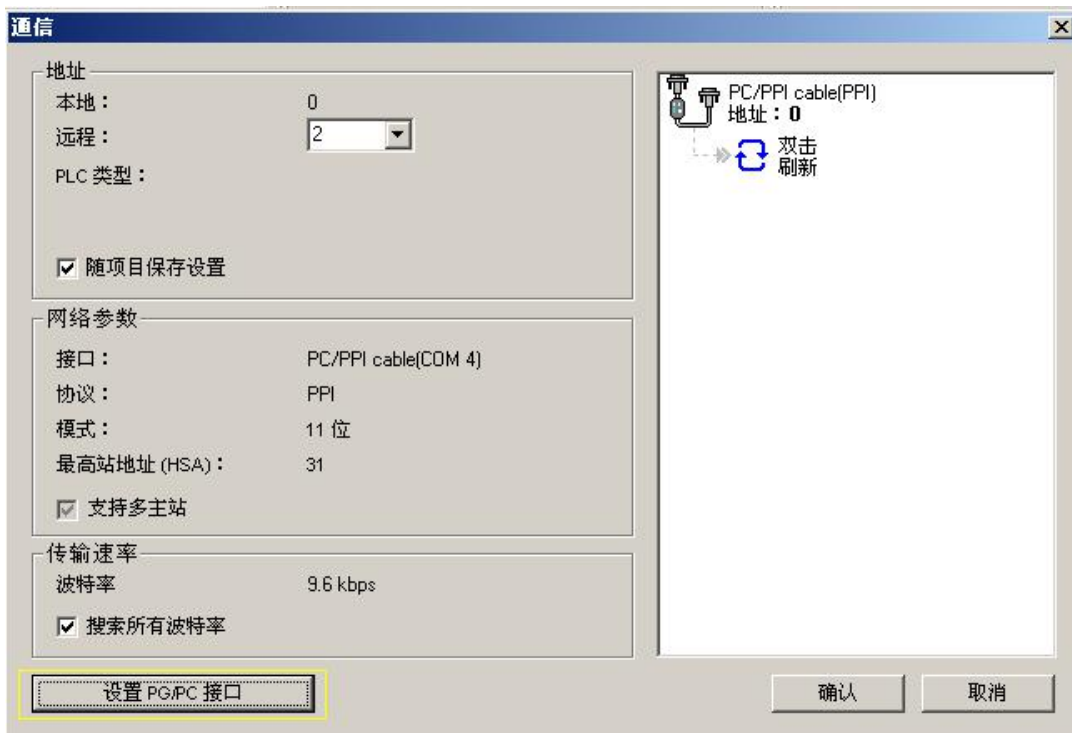 通信
地址
本地： 0
远程： 2
PLC 类型：
随项目保存设置
网络参数
接口： PC/PPI cable(COM 4)
协议： PPI
模式： 11 位
最高站地址 (HSA)： 31
支持多主站
传输速率
波特率 9.6 kbps
搜索所有波特率
设置 PG/PC 接口
PC/PPI cable(PPI)
地址：0
双击
刷新
确认 取消